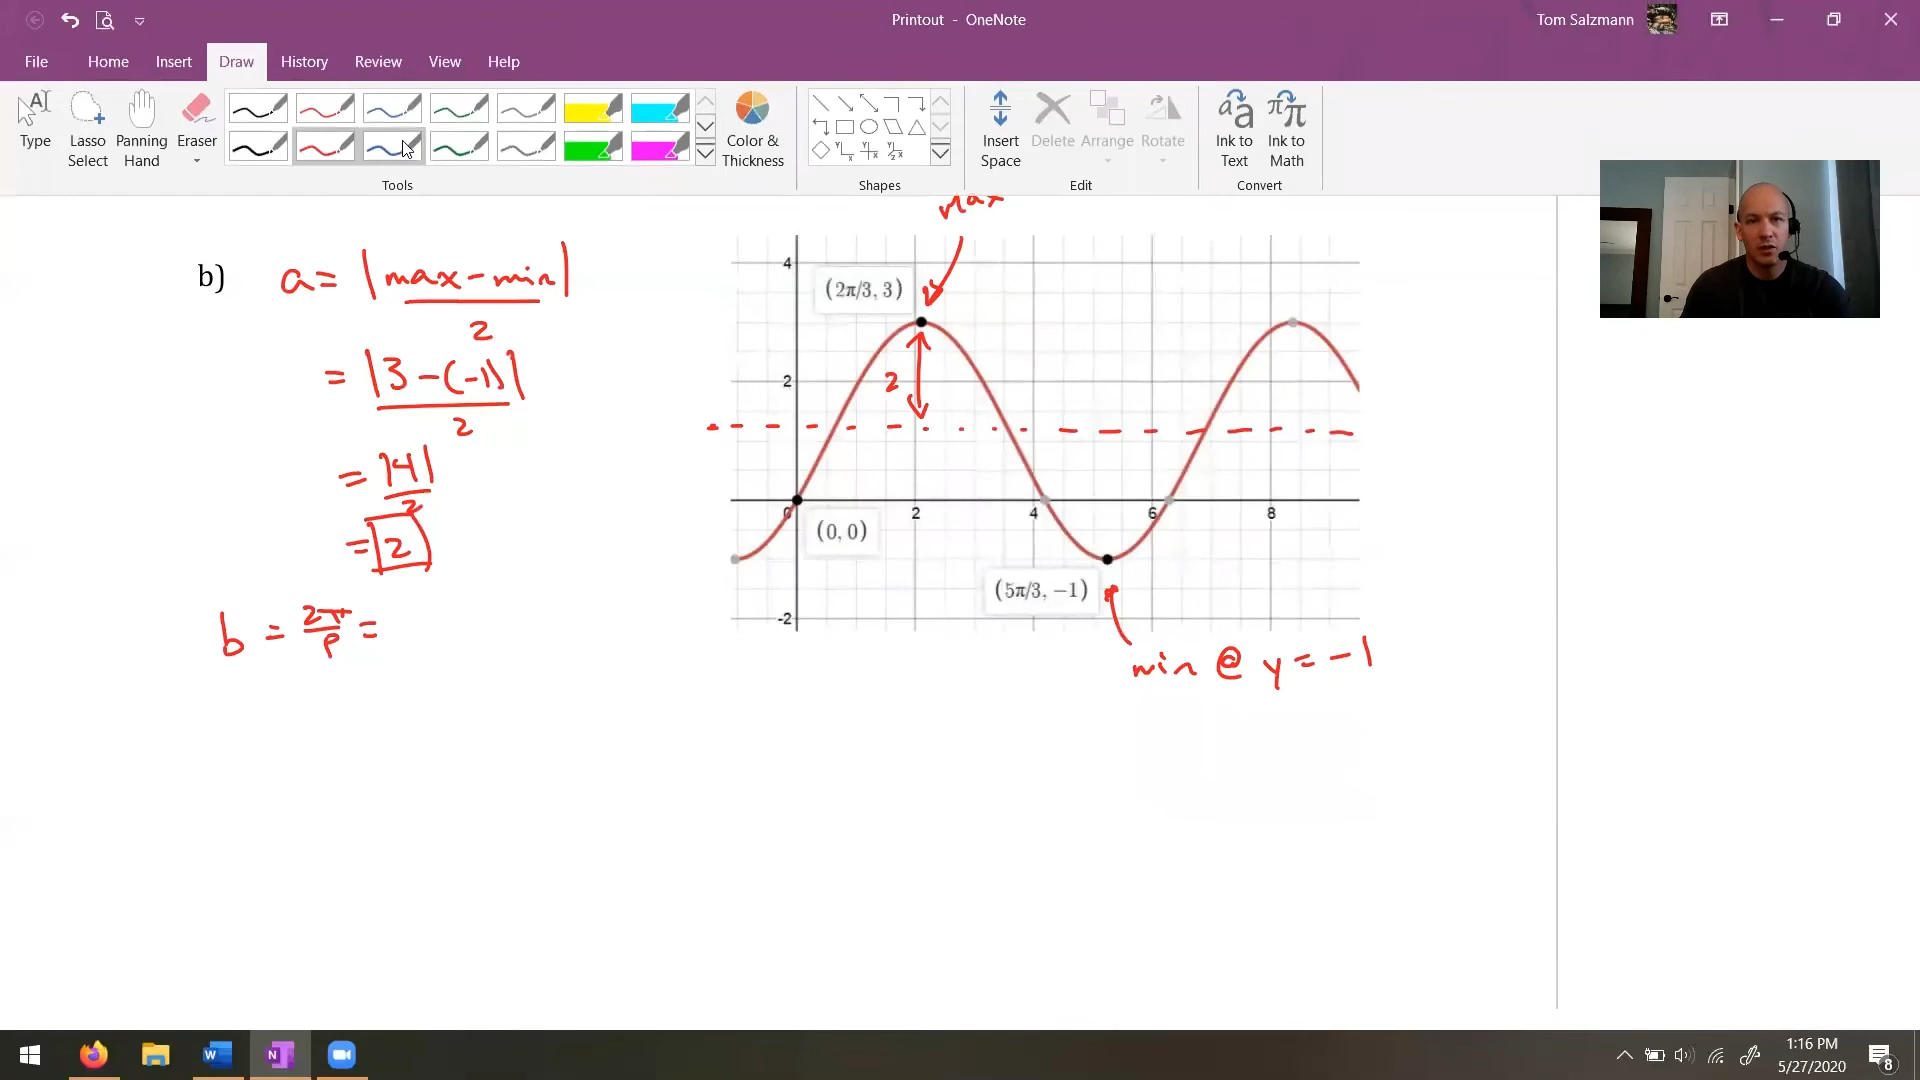 Printout - OneNote
Tom Salzmann
File Home Insert Draw History Review View Help
Type
Lasso Select
Panning Hand
Eraser
Color & Thickness
Insert Space
Delete
Arrange
Rotate
Ink to Text
Ink to Math
Tools
Shapes
Edit
Convert
max
b) a = |max - min|
2
= |3 - (-1)|
2
= |4|
2
= 2
b = 2π/P =
4
(2π/3, 3)
2
2
0 2 4 6 8
(0, 0)
(5π/3, −1)
-2
min @ y = -1
1:16 PM
5/27/2020
8